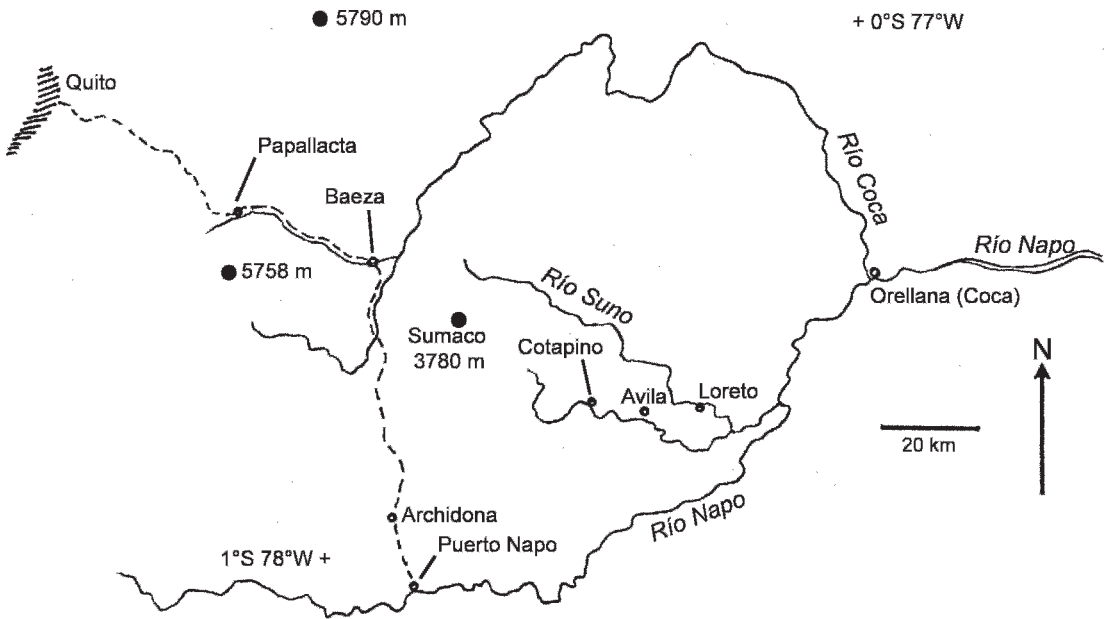 5790 m
+ 0°S 77°W
Quito
Papallacta
Baeza
Río Coca
Río Napo
5758 m
Río Suno
Orellana (Coca)
Sumaco
3780 m
Cotapino
Avila
Loreto
N
20 km
Río Napo
Archidona
Puerto Napo
1°S 78°W +